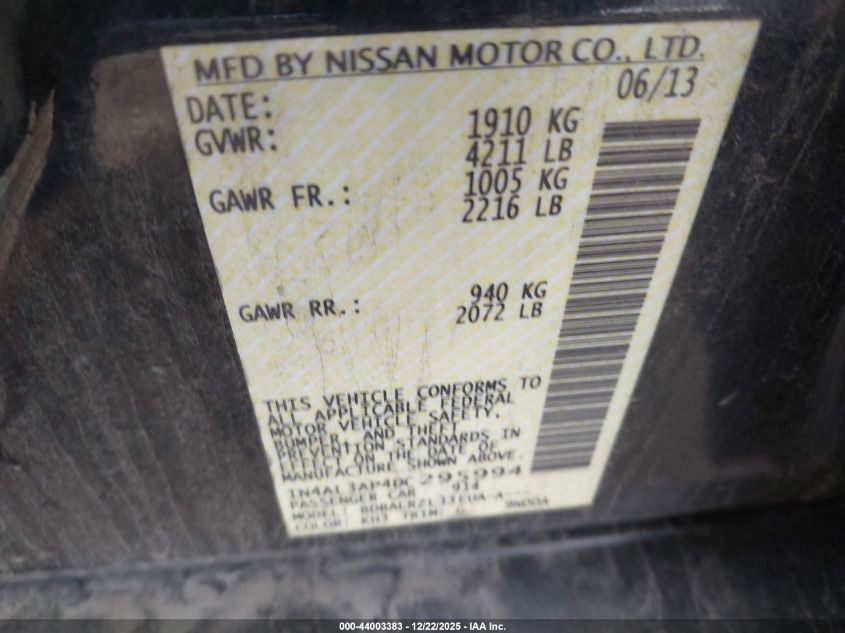 MFD BY NISSAN MOTOR CO., LTD.
DATE: 06/13
GVWR: 1910 KG
4211 LB
GAWR FR.: 1005 KG
2216 LB
GAWR RR.: 940 KG
2072 LB
THIS VEHICLE CONFORMS TO
ALL APPLICABLE FEDERAL
MOTOR VEHICLE SAFETY,
BUMPER, AND THEFT
PREVENTION STANDARDS IN
EFFECT ON THE DATE OF
MANUFACTURE SHOWN ABOVE.
1N4AL3AP4DC295994
PASSENGER CAR 914
MODEL:
COLOR: KH3 TRIM: G 9N00A
000-44003383 - 12/22/2025 - IAA Inc.